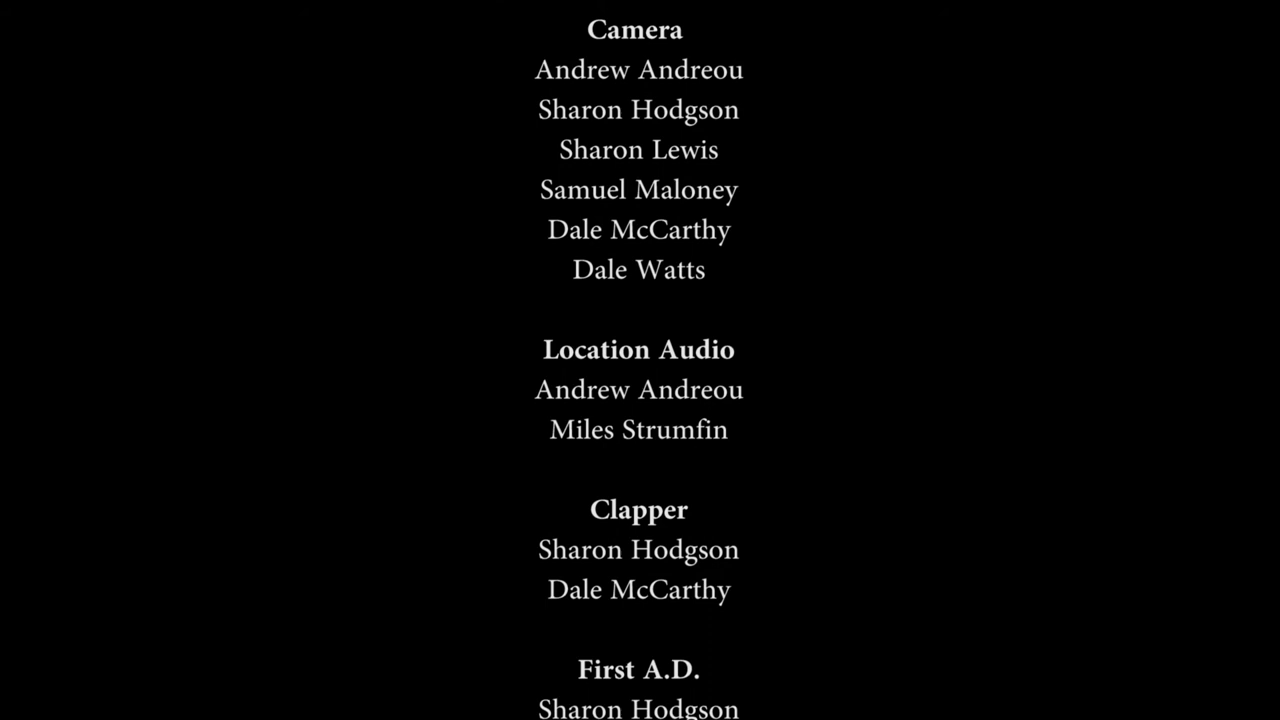 Camera
Andrew Andreou
Sharon Hodgson
Sharon Lewis
Samuel Maloney
Dale McCarthy
Dale Watts
Location Audio
Andrew Andreou
Miles Strumfin
Clapper
Sharon Hodgson
Dale McCarthy
First A.D.
Sharon Hodgson